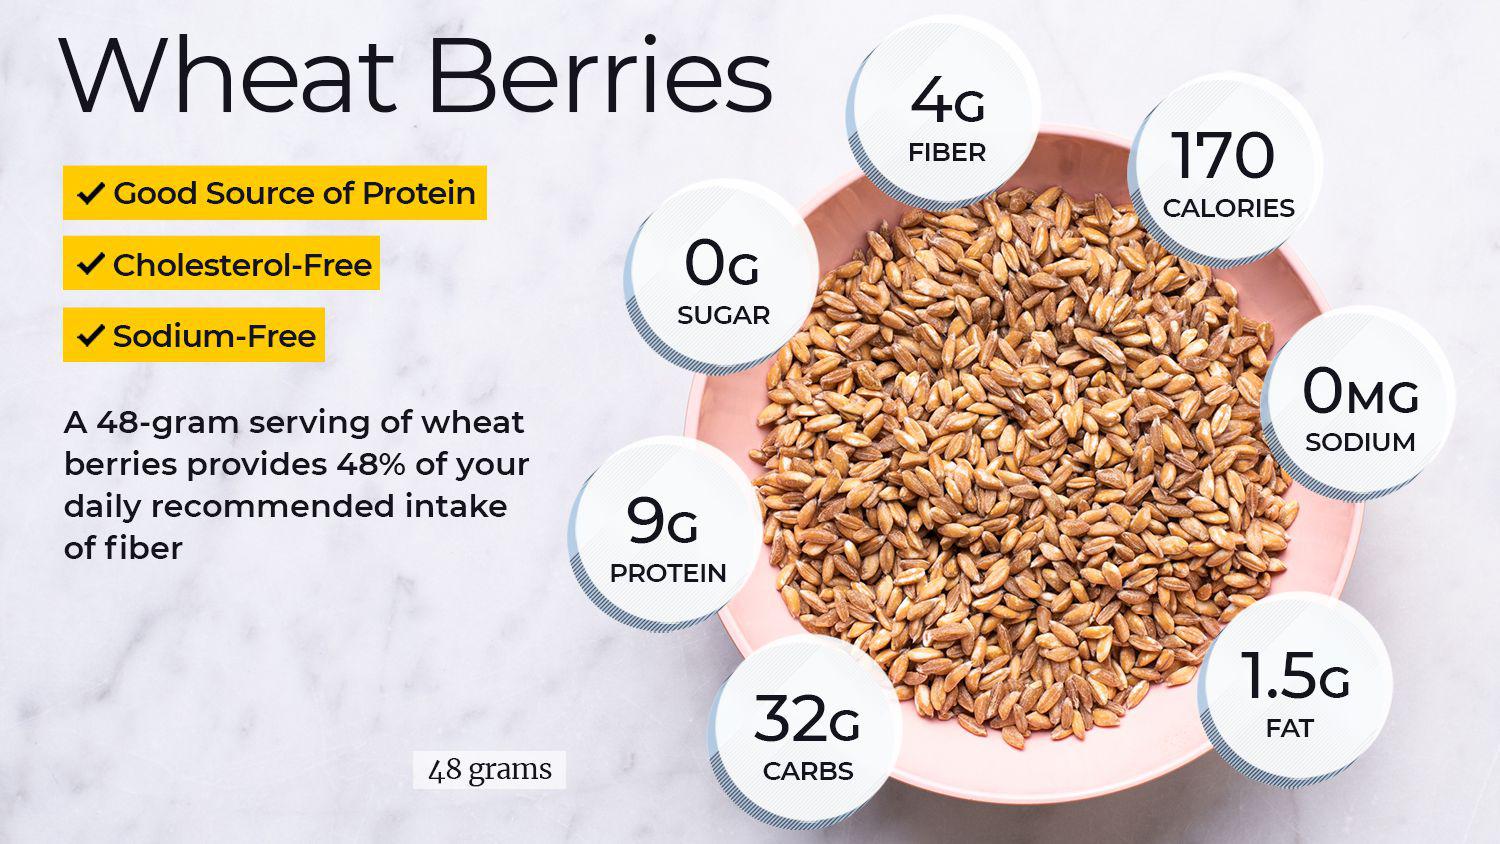 Wheat Berries
✓ Good Source of Protein
✓ Cholesterol-Free
✓ Sodium-Free
A 48-gram serving of wheat
berries provides 48% of your
daily recommended intake
of fiber
48 grams
4G
FIBER
170
CALORIES
0G
SUGAR
0MG
SODIUM
9G
PROTEIN
1.5G
FAT
32G
CARBS